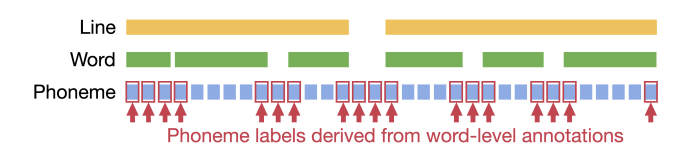 Line
Word
Phoneme
Phoneme labels derived from word-level annotations